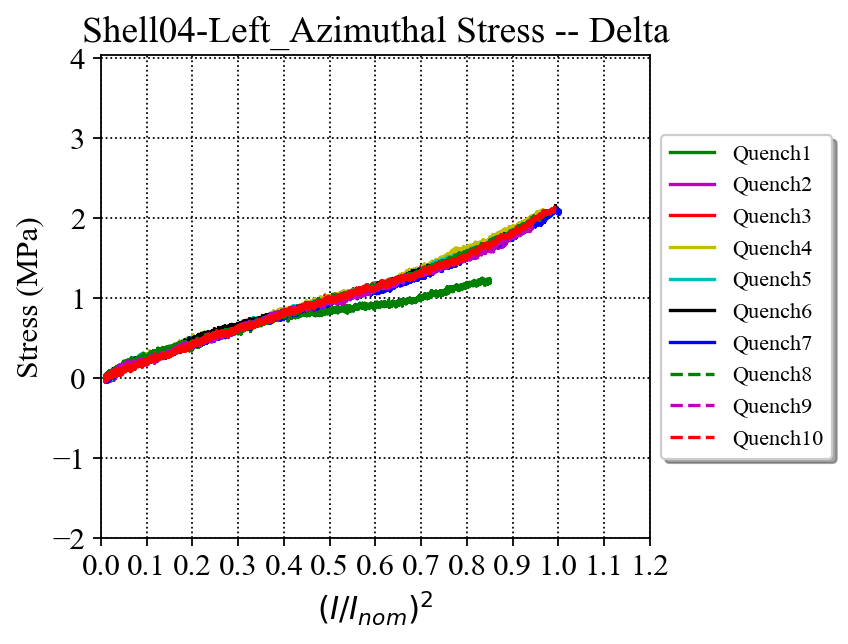 Shell04-Left_Azimuthal Stress -- Delta
Stress (MPa)
4
3
2
1
0
−1
−2
0.0 0.1 0.2 0.3 0.4 0.5 0.6 0.7 0.8 0.9 1.0 1.1 1.2
(I/I_{nom})^2
Quench1
Quench2
Quench3
Quench4
Quench5
Quench6
Quench7
Quench8
Quench9
Quench10